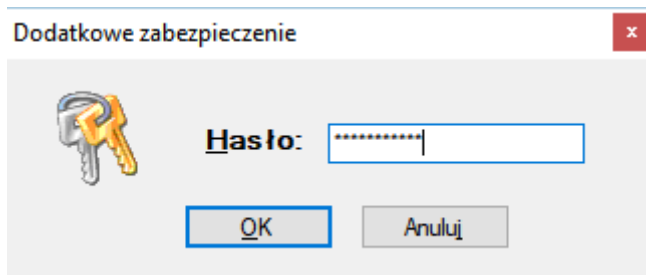 Dodatkowe zabezpieczenie x
Hasło: ***********
OK Anuluj